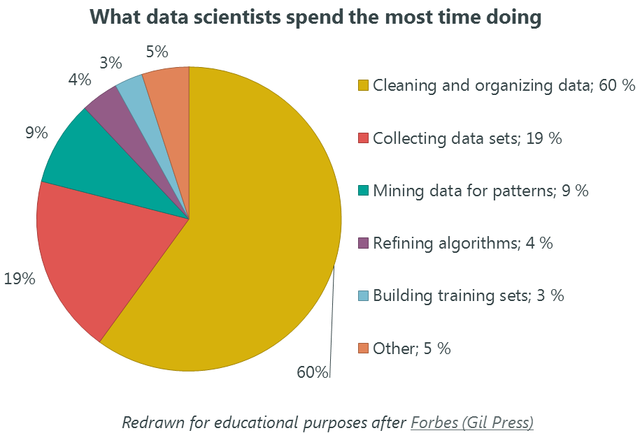 What data scientists spend the most time doing
5 %
3%
4%
9%
19%
60%
Cleaning and organizing data; 60 %
Collecting data sets; 19 %
Mining data for patterns; 9 %
Refining algorithms; 4 %
Building training sets; 3 %
Other; 5 %
Redrawn for educational purposes after Forbes (Gil Press)